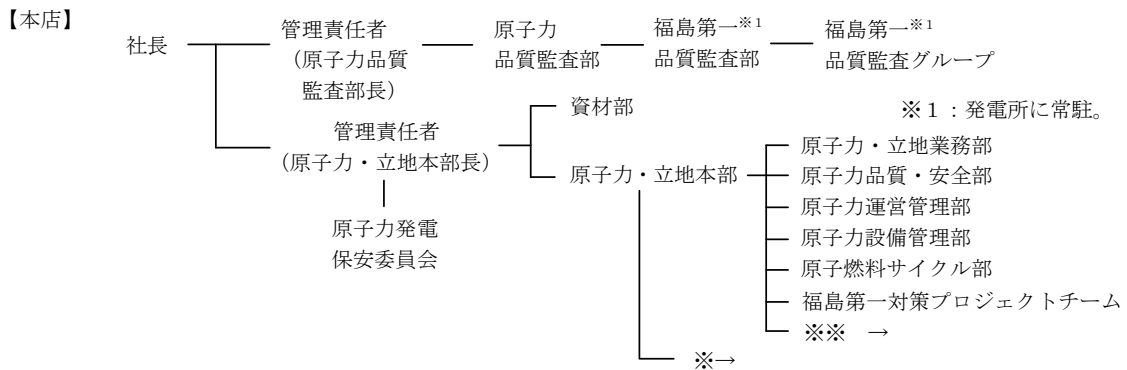 【本店】
社長
管理責任者
（原子力品質
監査部長）
原子力
品質監査部
福島第一※1
品質監査部
福島第一※1
品質監査グループ
※1：発電所に常駐。
管理責任者
（原子力・立地本部長）
原子力発電
保安委員会
資材部
原子力・立地本部
原子力・立地業務部
原子力品質・安全部
原子力運営管理部
原子力設備管理部
原子燃料サイクル部
福島第一対策プロジェクトチーム
※※　→
※→